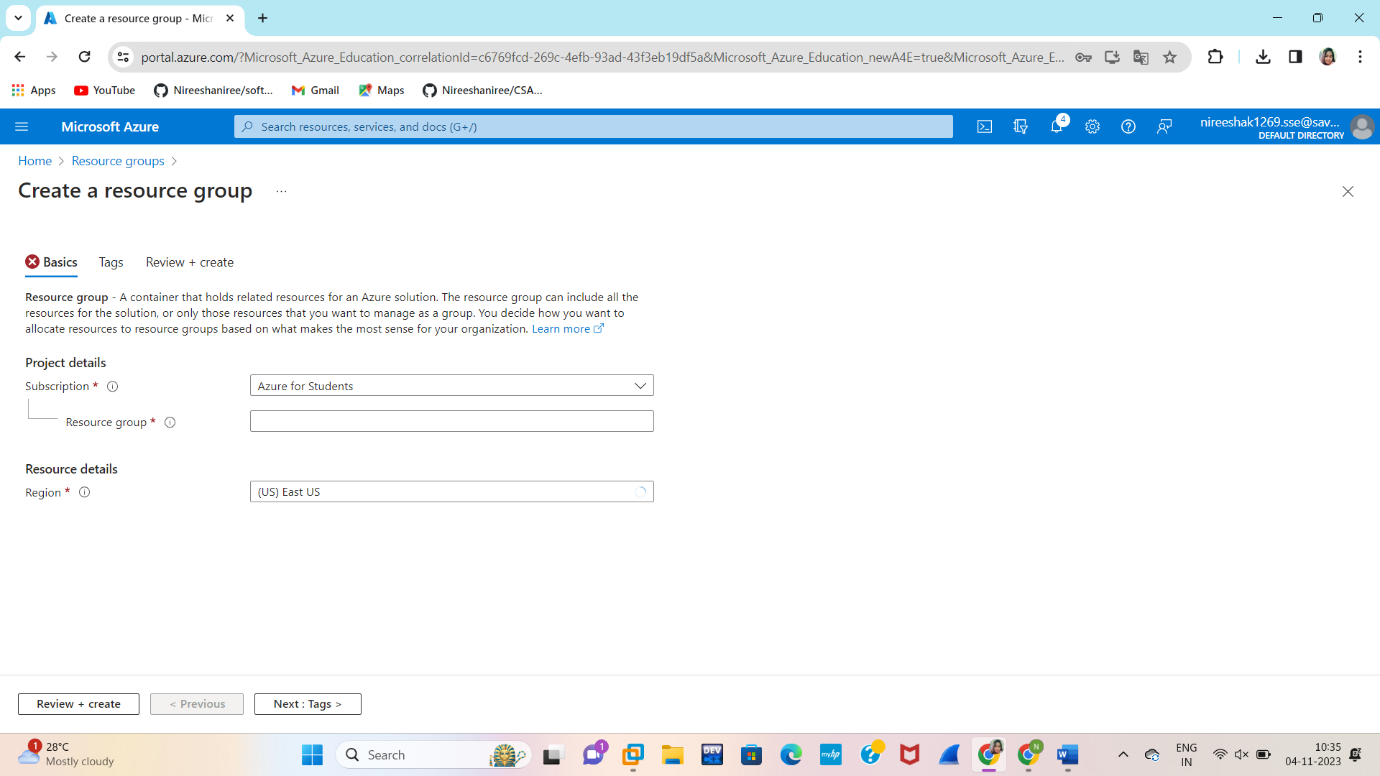 Create a resource group - Micr
portal.azure.com/?Microsoft_Azure_Education_correlationId=c6769fcd-269c-4efb-93ad-43f3eb19df5a&Microsoft_Azure_Education_newA4E=true&Microsoft_Azure_E...
Apps YouTube Nireeshaniree/soft... Gmail Maps Nireeshaniree/CSA...
Microsoft Azure Search resources, services, and docs (G+/) 4 nireeshak1269.sse@sav...
DEFAULT DIRECTORY
Home > Resource groups >
Create a resource group ...
Basics Tags Review + create
Resource group - A container that holds related resources for an Azure solution. The resource group can include all the
resources for the solution, or only those resources that you want to manage as a group. You decide how you want to
allocate resources to resource groups based on what makes the most sense for your organization. Learn more
Project details
Subscription * Azure for Students
Resource group *
Resource details
Region * (US) East US
Review + create < Previous Next : Tags >
1 28°C
Mostly cloudy
Search
1
DEV
myhp
N
W
ENG
IN
10:35
04-11-2023